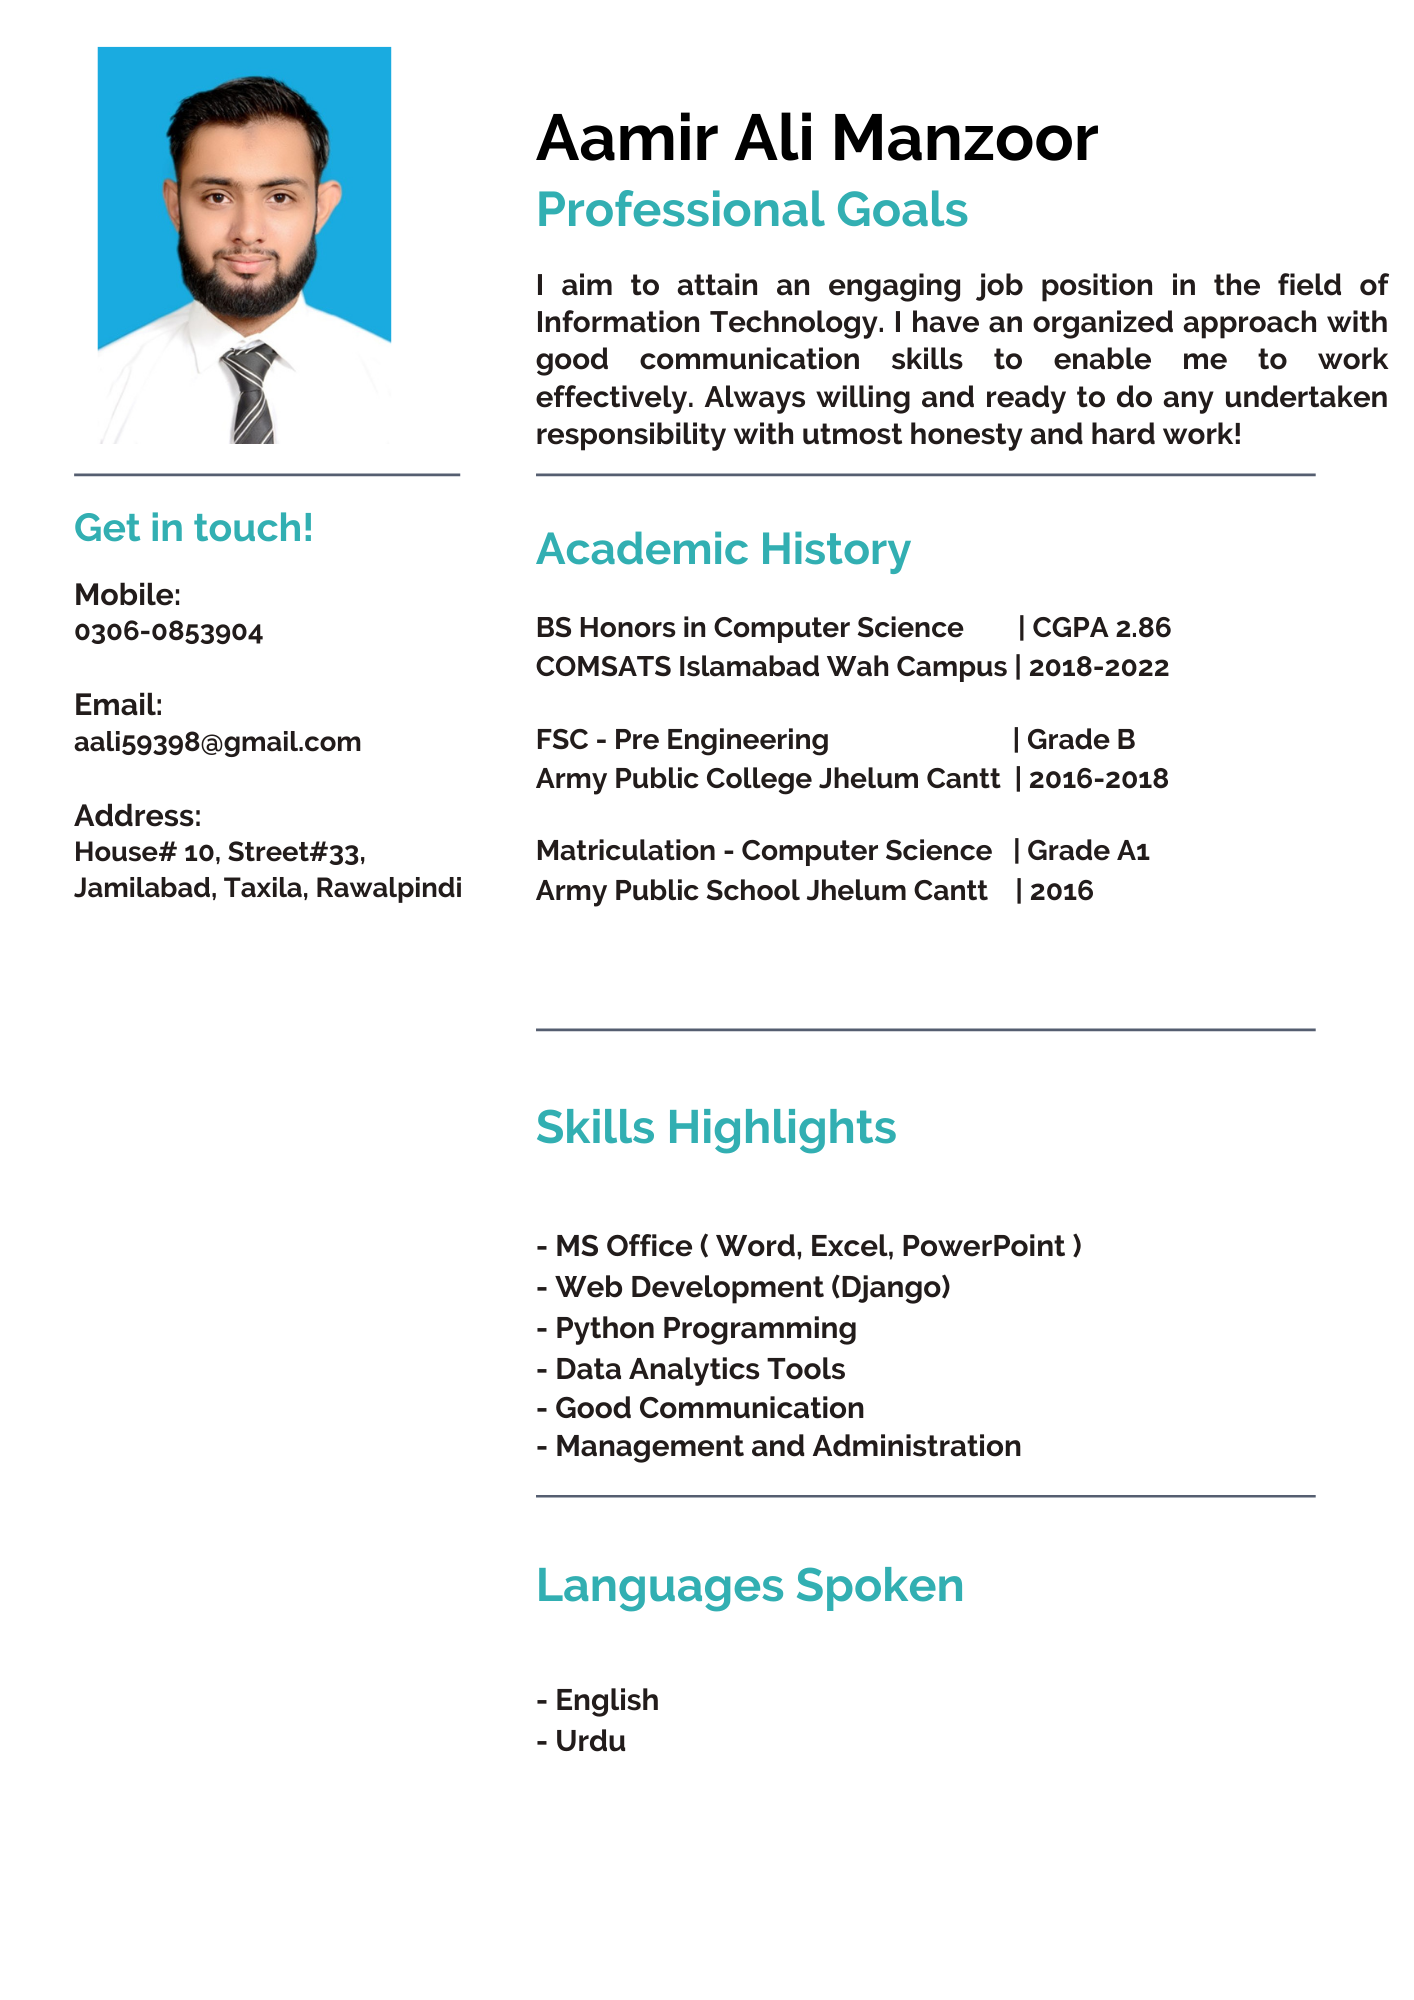 Aamir Ali Manzoor
Professional Goals
I aim to attain an engaging job position in the field of
Information Technology. I have an organized approach with
good communication skills to enable me to work
effectively. Always willing and ready to do any undertaken
responsibility with utmost honesty and hard work!
Get in touch!
Mobile:
0306-0853904
Email:
aali59398@gmail.com
Address:
House# 10, Street#33,
Jamilabad, Taxila, Rawalpindi
Academic History
BS Honors in Computer Science | CGPA 2.86
COMSATS Islamabad Wah Campus | 2018-2022
FSC - Pre Engineering | Grade B
Army Public College Jhelum Cantt | 2016-2018
Matriculation - Computer Science | Grade A1
Army Public School Jhelum Cantt | 2016
Skills Highlights
- MS Office ( Word, Excel, PowerPoint )
- Web Development (Django)
- Python Programming
- Data Analytics Tools
- Good Communication
- Management and Administration
Languages Spoken
- English
- Urdu